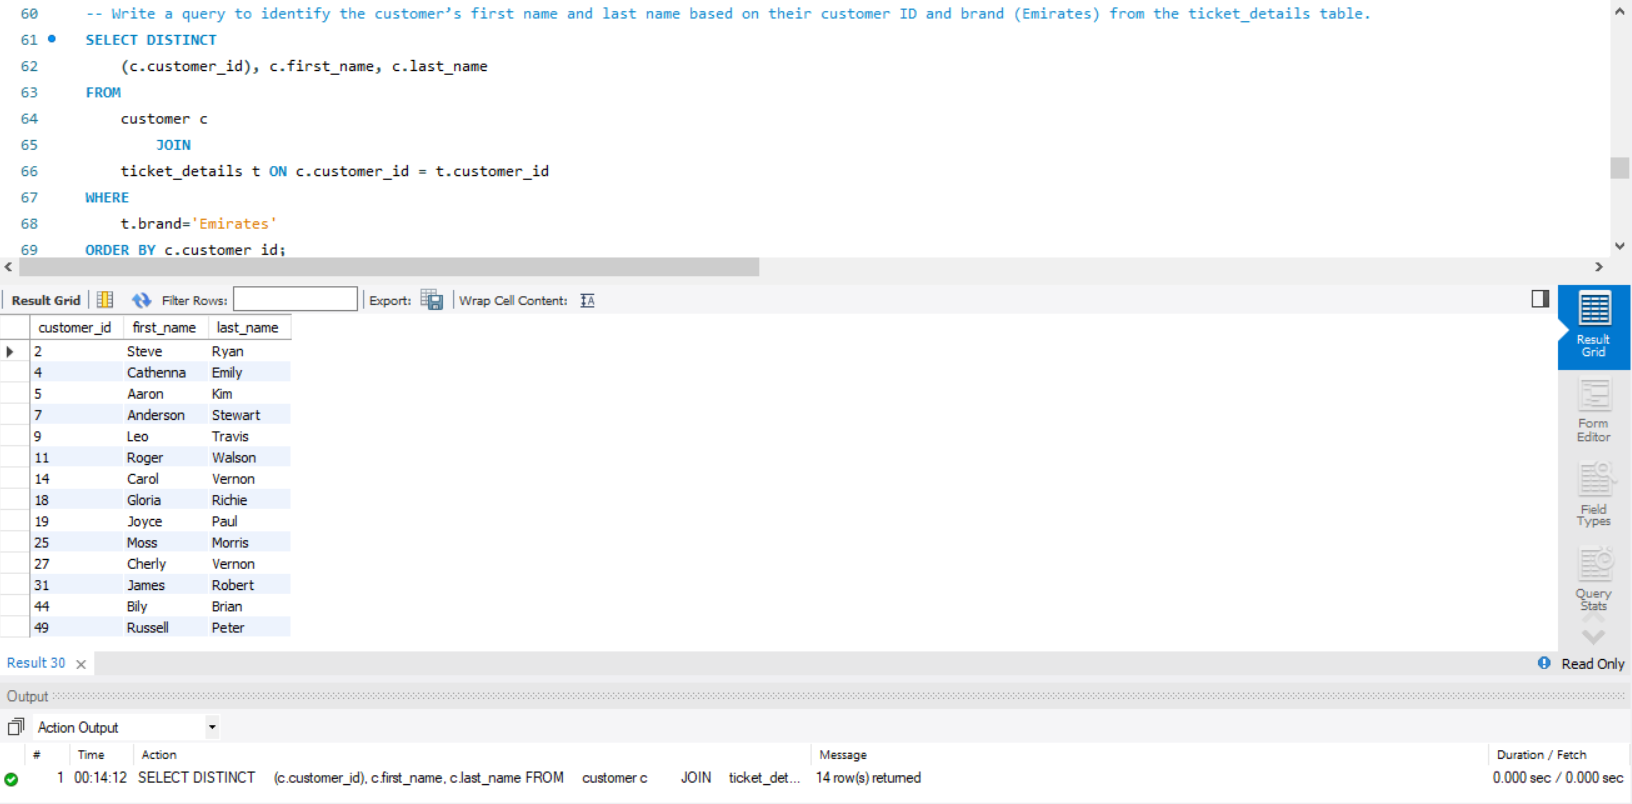 60 -- Write a query to identify the customer’s first name and last name based on their customer ID and brand (Emirates) from the ticket_details table.
61 SELECT DISTINCT
62 (c.customer_id), c.first_name, c.last_name
63 FROM
64 customer c
65 JOIN
66 ticket_details t ON c.customer_id = t.customer_id
67 WHERE
68 t.brand='Emirates'
69 ORDER BY c.customer_id;
Result Grid Filter Rows: Export: Wrap Cell Content:
customer_id first_name last_name
2 Steve Ryan
4 Cathenna Emily
5 Aaron Kim
7 Anderson Stewart
9 Leo Travis
11 Roger Walson
14 Carol Vernon
18 Gloria Richie
19 Joyce Paul
25 Moss Morris
27 Cherly Vernon
31 James Robert
44 Bily Brian
49 Russell Peter
Result
Grid
Form
Editor
Field
Types
Query
Stats
Result 30 Read Only
Output
Action Output
# Time Action Message Duration / Fetch
1 00:14:12 SELECT DISTINCT (c.customer_id), c.first_name, c.last_name FROM customer c JOIN ticket_det... 14 row(s) returned 0.000 sec / 0.000 sec